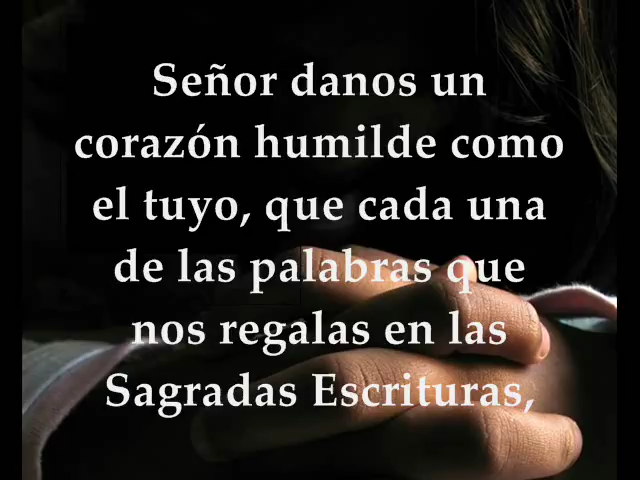 Señor danos un
corazón humilde como
el tuyo, que cada una
de las palabras que
nos regalas en las
Sagradas Escrituras,